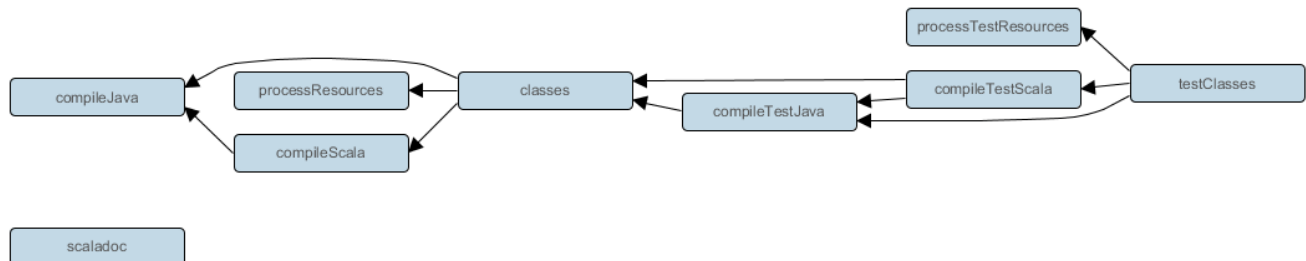 processTestResources
compileJava
processResources
classes
compileTestScala
testClasses
compileTestJava
compileScala
scaladoc